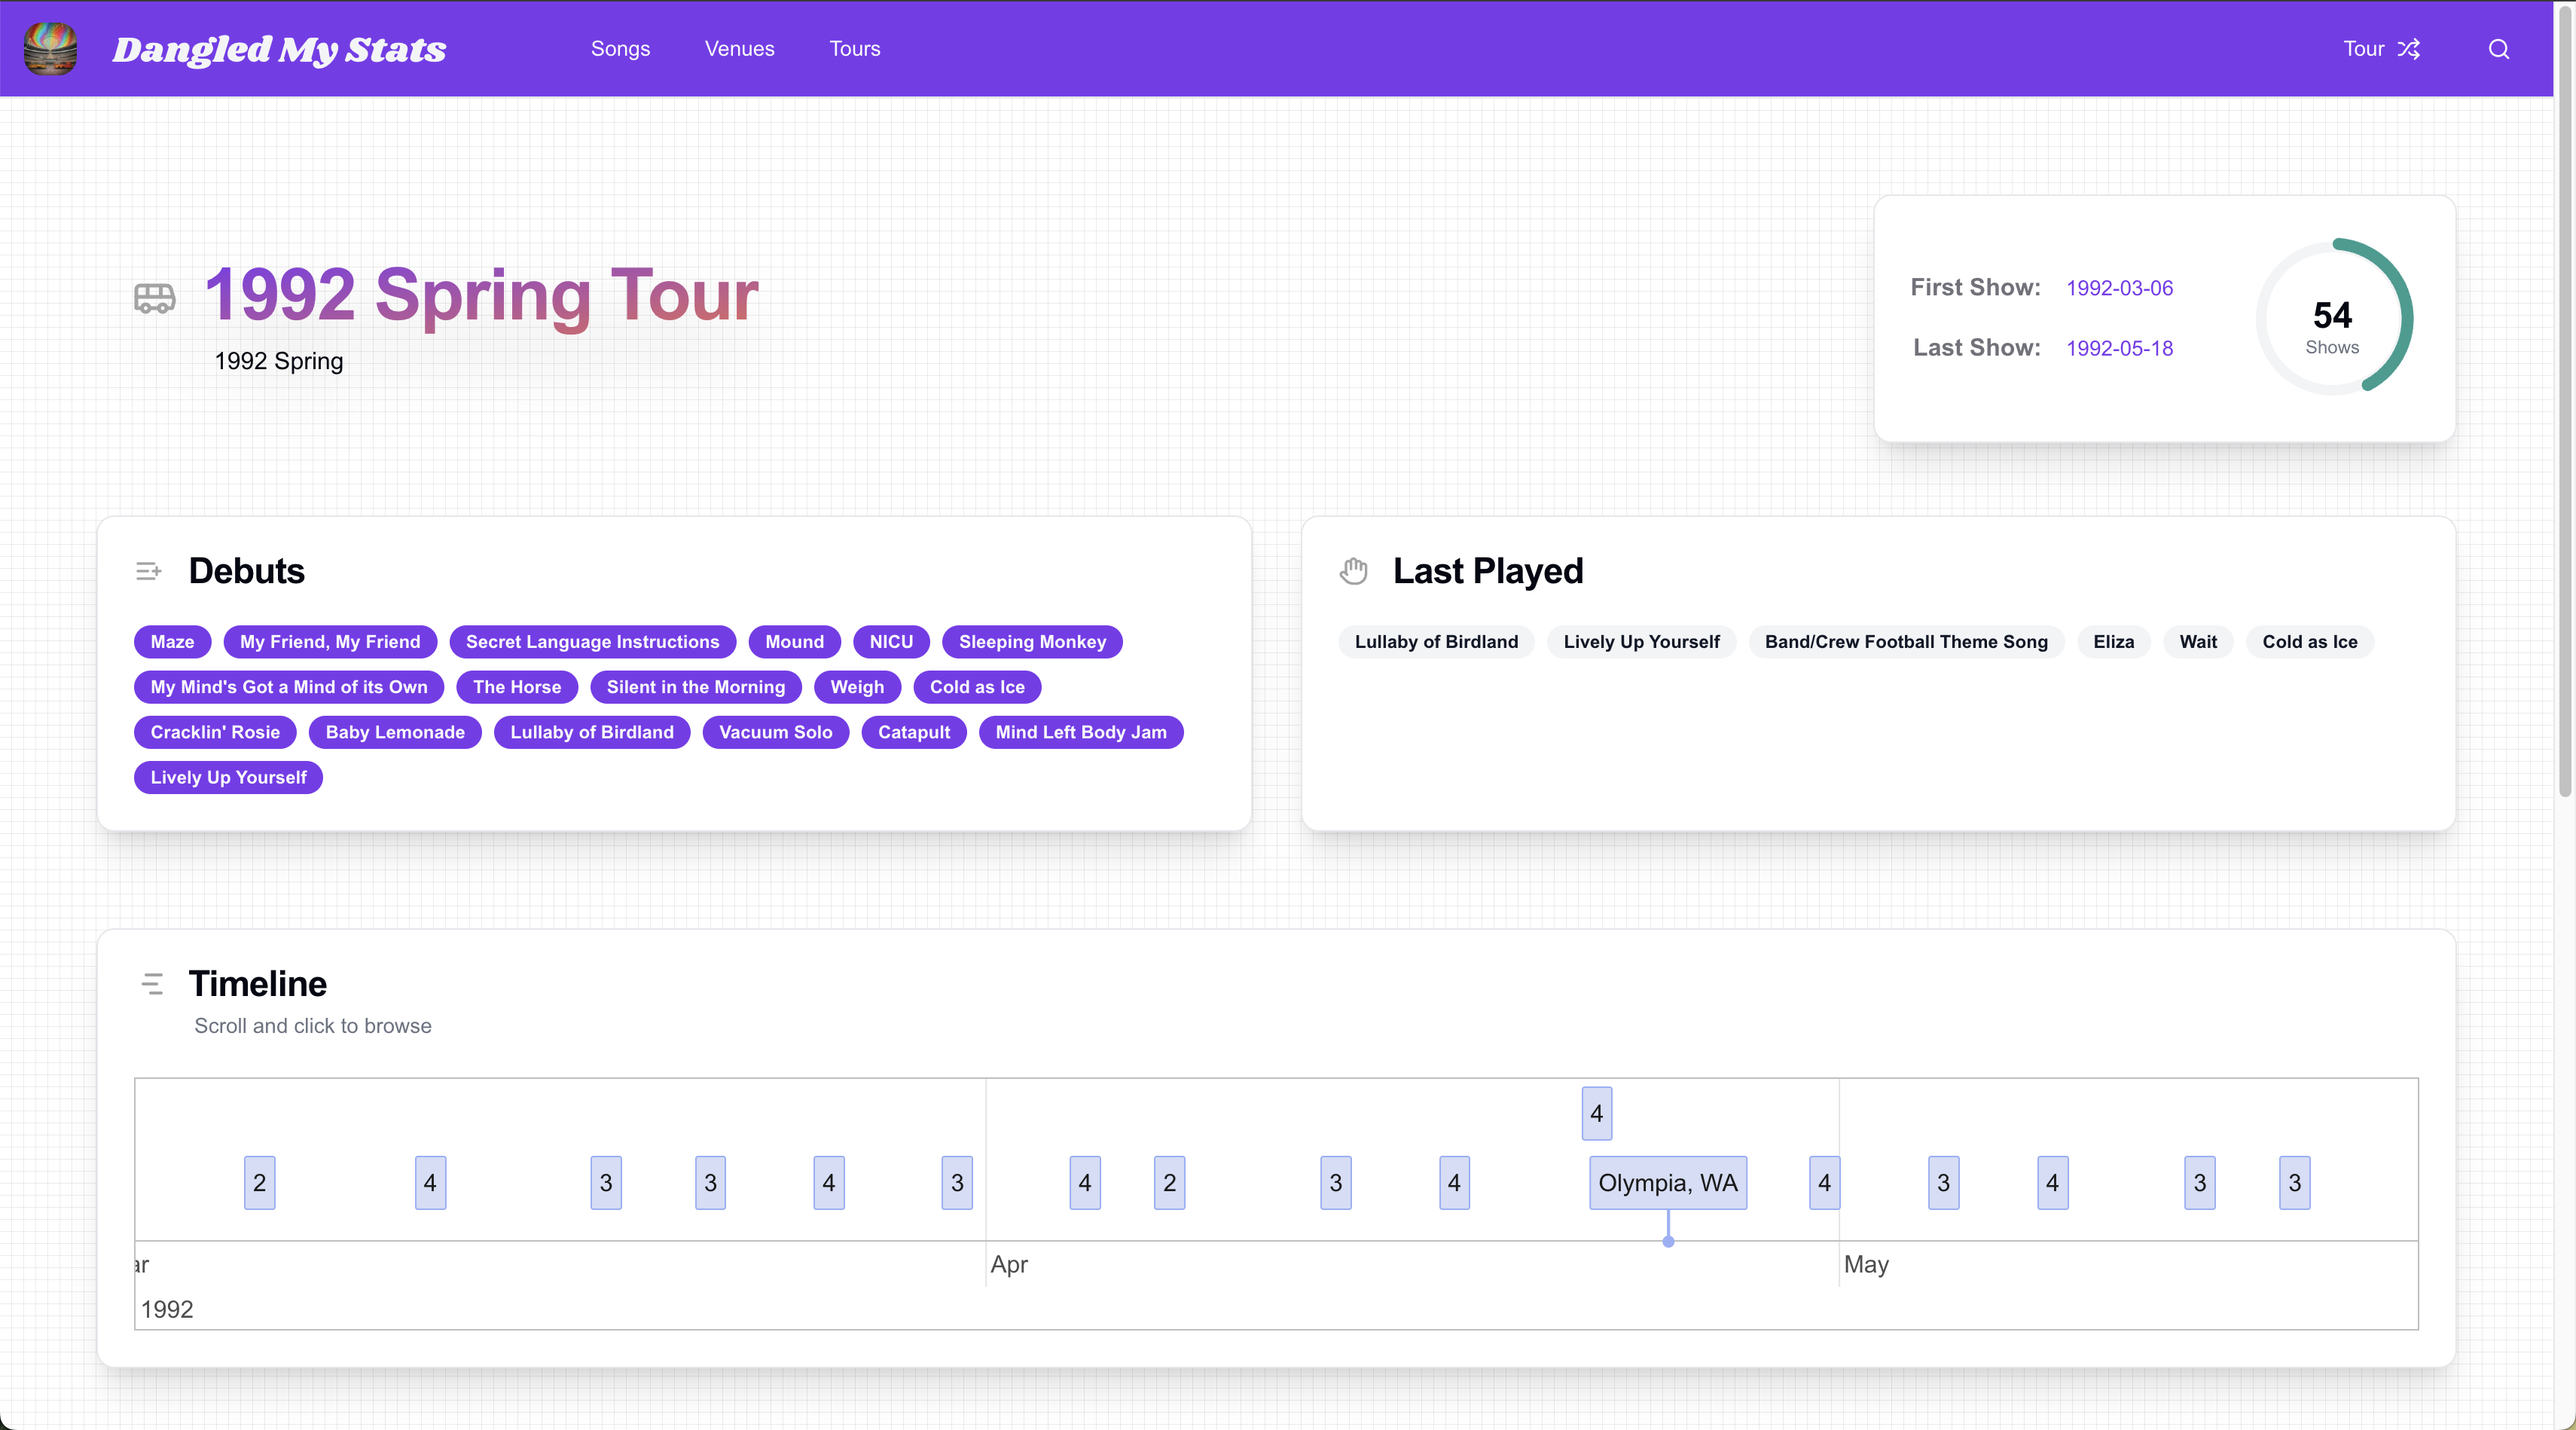 Dangled My Stats Songs Venues Tours Tour
1992 Spring Tour
1992 Spring
First Show: 1992-03-06
Last Show: 1992-05-18
54
Shows
Debuts
Maze My Friend, My Friend Secret Language Instructions Mound NICU Sleeping Monkey
My Mind's Got a Mind of its Own The Horse Silent in the Morning Weigh Cold as Ice
Cracklin' Rosie Baby Lemonade Lullaby of Birdland Vacuum Solo Catapult Mind Left Body Jam
Lively Up Yourself
Last Played
Lullaby of Birdland Lively Up Yourself Band/Crew Football Theme Song Eliza Wait Cold as Ice
Timeline
Scroll and click to browse
4
2 4 3 3 4 3 4 2 3 4 Olympia, WA 4 3 4 3 3
ar Apr May
1992